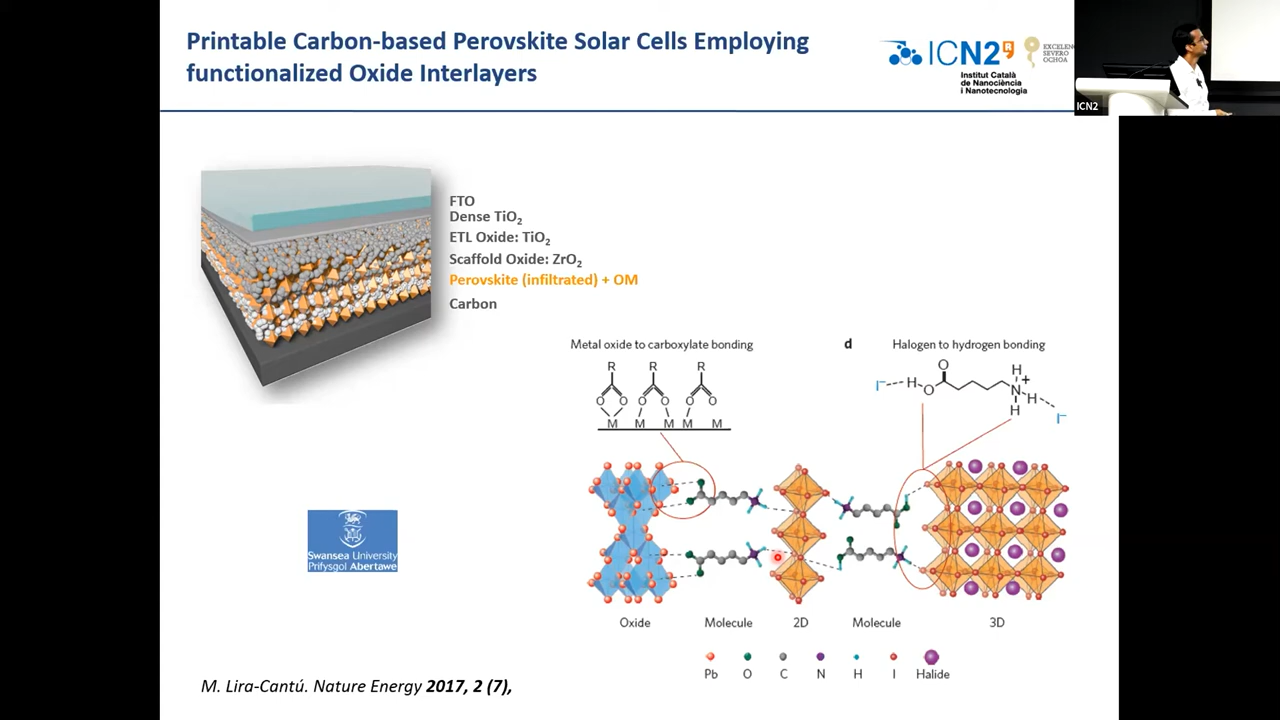 Printable Carbon-based Perovskite Solar Cells Employing
functionalized Oxide Interlayers
ICN2
Institut Català
de Nanociència
i Nanotecnologia
EXCELENC
SEVERO
OCHOA
ICN2
FTO
Dense TiO2
ETL Oxide: TiO2
Scaffold Oxide: ZrO2
Perovskite (infiltrated) + OM
Carbon
Metal oxide to carboxylate bonding
R R R
O O O O O O
M M M M M
d Halogen to hydrogen bonding
O
I⁻ H O N H + H H I⁻
Swansea University
Prifysgol Abertawe
Oxide Molecule 2D Molecule 3D
Pb O C N H I Halide
M. Lira-Cantú. Nature Energy 2017, 2 (7),